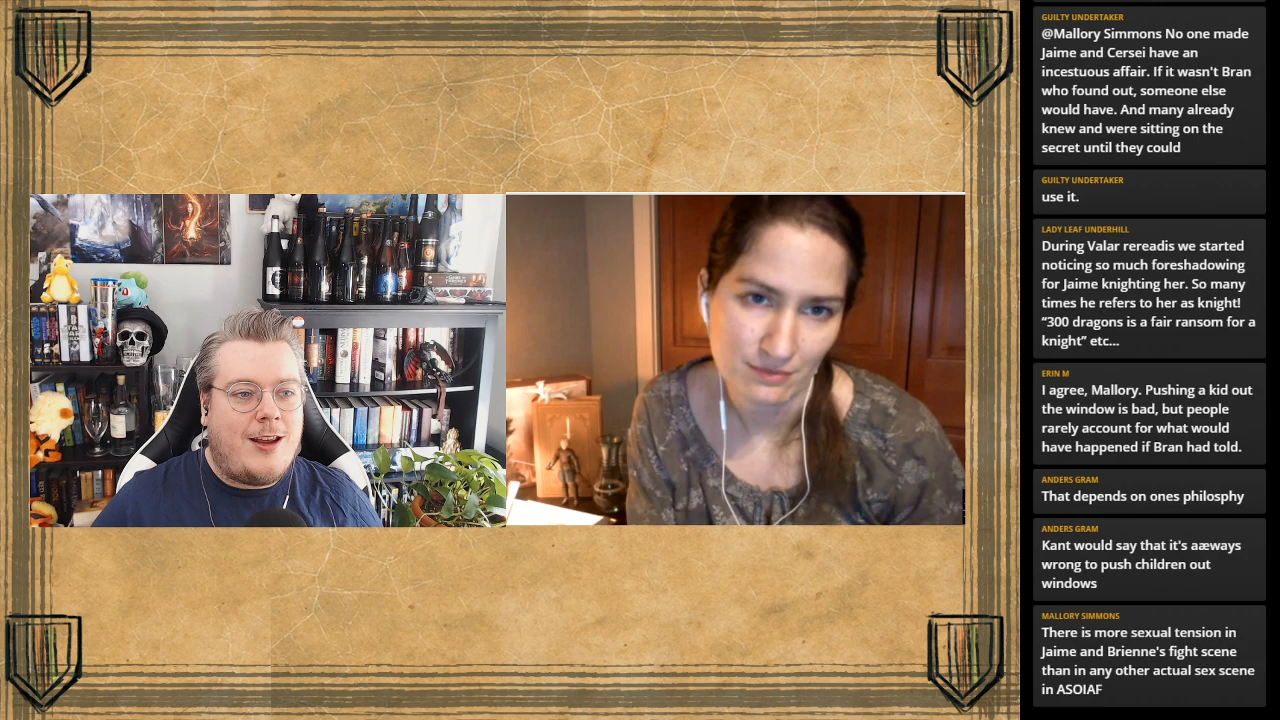 GUILTY UNDERTAKER
@Mallory Simmons No one made
Jaime and Cersei have an
incestuous affair. If it wasn't Bran
who found out, someone else
would have. And many already
knew and were sitting on the
secret until they could
GUILTY UNDERTAKER
use it.
LADY LEAF UNDERHILL
During Valar rereadis we started
noticing so much foreshadowing
for Jaime knighting her. So many
times he refers to her as knight!
“300 dragons is a fair ransom for a
knight” etc...
ERIN M
I agree, Mallory. Pushing a kid out
the window is bad, but people
rarely account for what would
have happened if Bran had told.
ANDERS GRAM
That depends on ones philosphy
ANDERS GRAM
Kant would say that it's aæways
wrong to push children out
windows
MALLORY SIMMONS
There is more sexual tension in
Jaime and Brienne's fight scene
than in any other actual sex scene
in ASOIAF